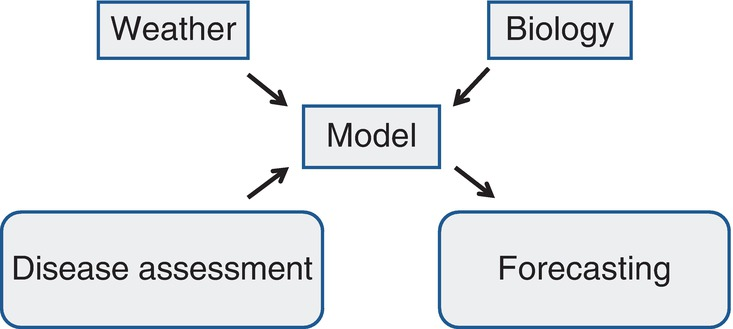 Weather
Biology
Model
Disease assessment
Forecasting